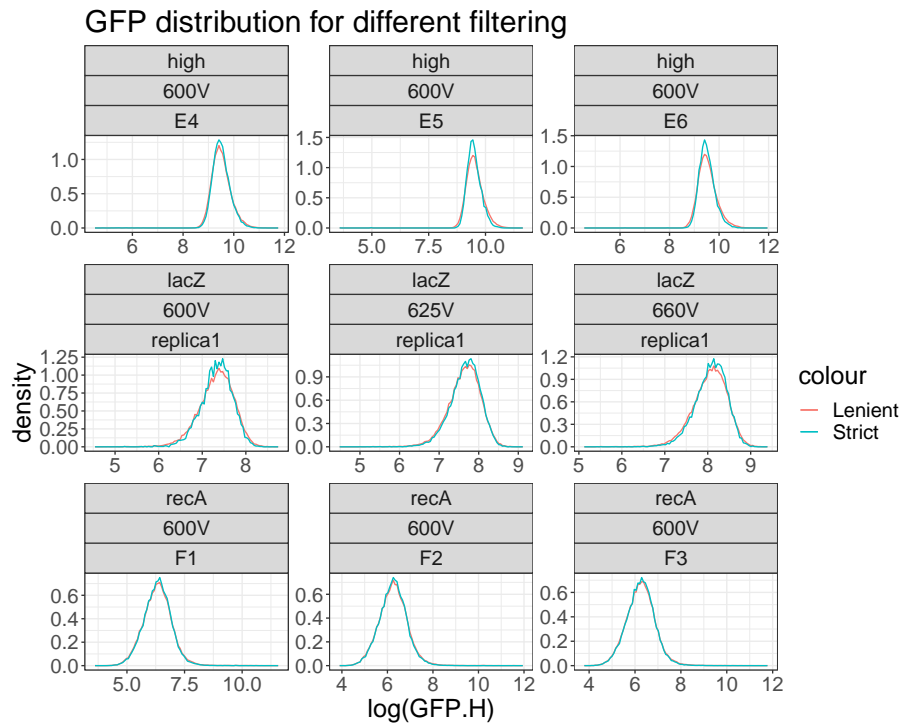 GFP distribution for different filtering
high high high
600V 600V 600V
E4 E5 E6
1.0
0.5
0.0
6 8 10 12
1.5
1.0
0.5
0.0
5.0 7.5 10.0
1.5
1.0
0.5
0.0
6 8 10 12
lacZ lacZ lacZ
600V 625V 660V
replica1 replica1 replica1
1.25
1.00
0.75
0.50
0.25
0.00
5 6 7 8
0.9
0.6
0.3
0.0
5 6 7 8 9
1.2
0.9
0.6
0.3
0.0
5 6 7 8 9
recA recA recA
600V 600V 600V
F1 F2 F3
0.6
0.4
0.2
0.0
5.0 7.5 10.0
0.6
0.4
0.2
0.0
4 6 8 10 12
0.6
0.4
0.2
0.0
4 6 8 10 12
density
log(GFP.H)
colour
Lenient
Strict